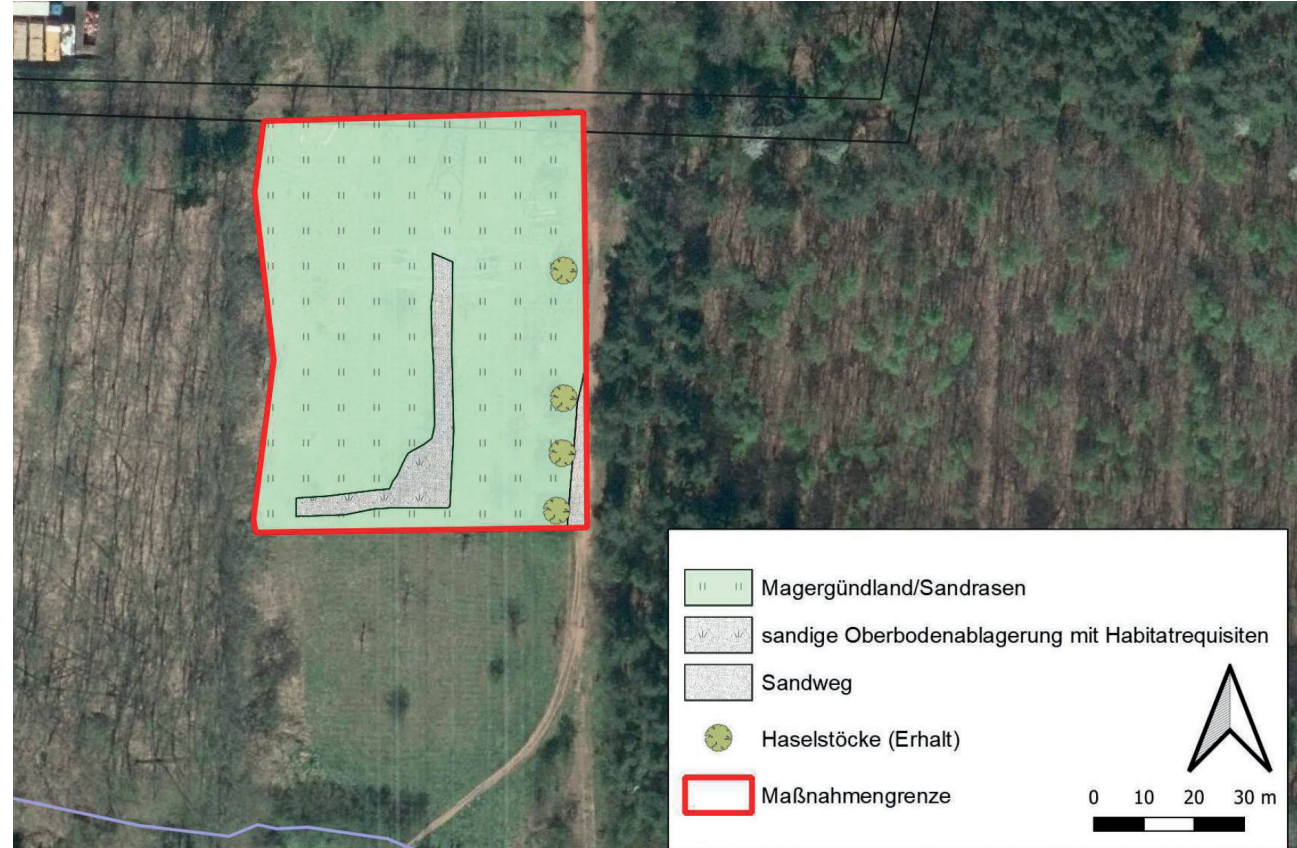 Magergündland/Sandrasen
sandige Oberbodenablagerung mit Habitatrequisiten
Sandweg
Haselstöcke (Erhalt)
Maßnahmengrenze
0 10 20 30 m